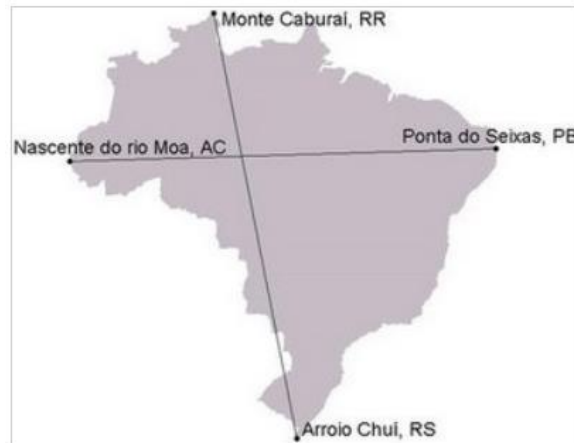 Monte Caburaí, RR
Nascente do rio Moa, AC
Ponta do Seixas, PB
Arroio Chuí, RS